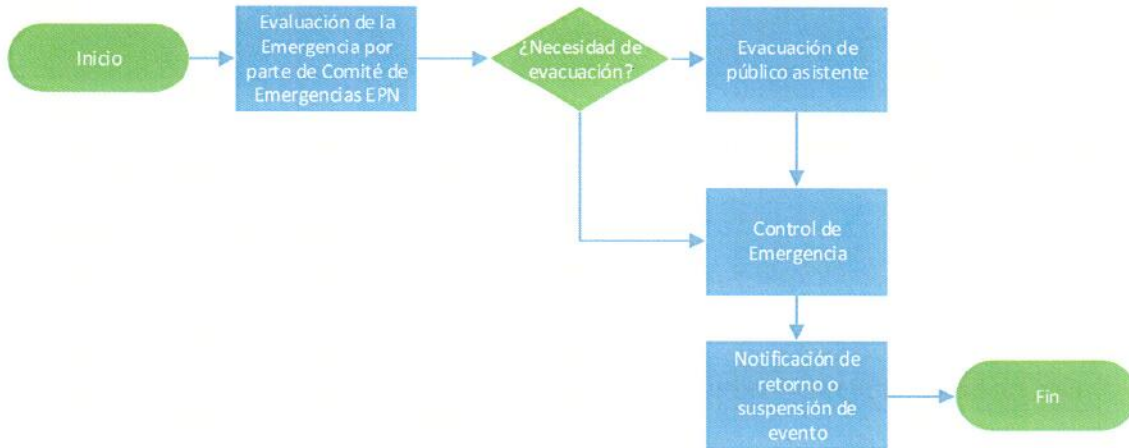 Inicio
Evaluación de la
Emergencia por
parte de Comité de
Emergencias EPN
¿Necesidad de
evacuación?
Evacuación de
público asistente
Control de
Emergencia
Notificación de
retorno o
suspensión de
evento
Fin